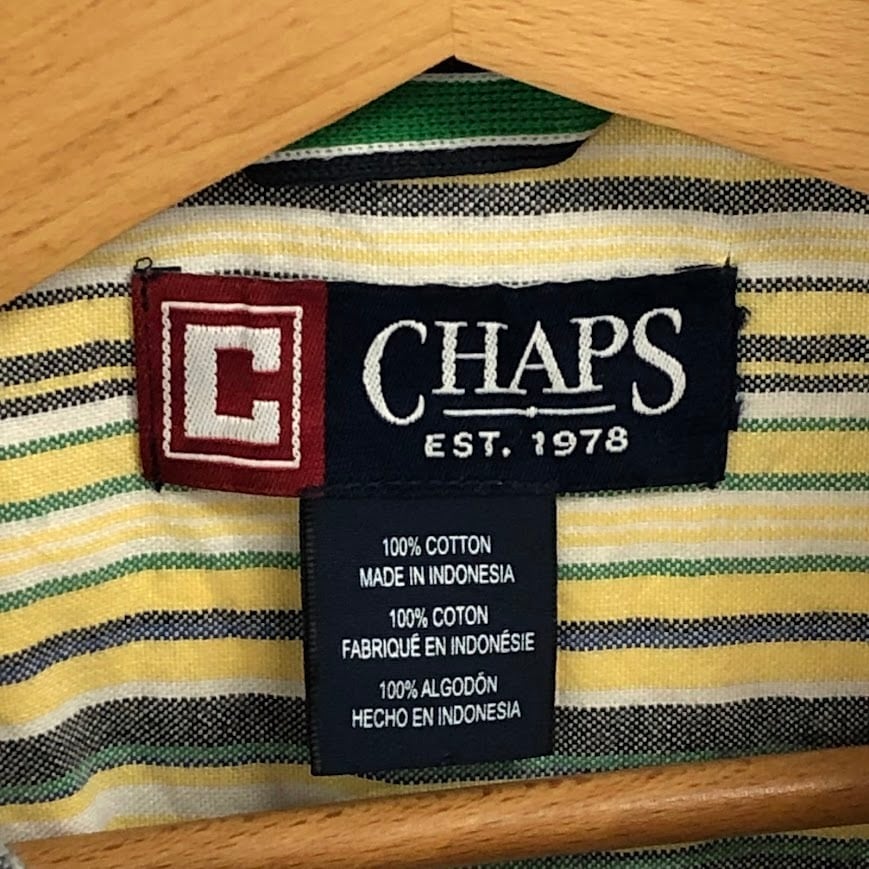 C
CHAPS
EST. 1978
100% COTTON
MADE IN INDONESIA
100% COTON
FABRIQUÉ EN INDONÉSIE
100% ALGODÓN
HECHO EN INDONESIA